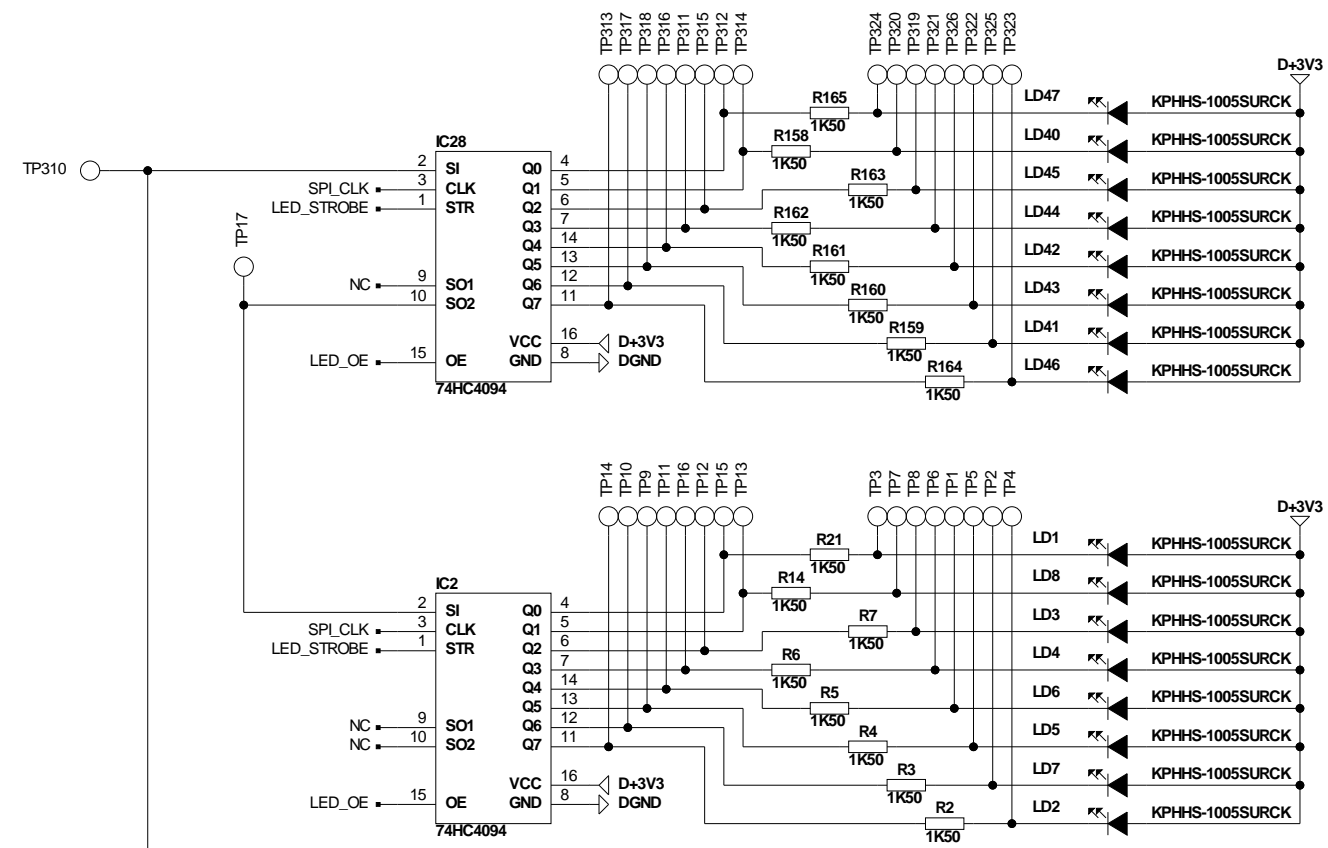 TP313 TP317 TP318 TP316 TP311 TP315 TP312 TP314
TP324 TP320 TP319 TP321 TP326 TP322 TP325 TP323
D+3V3
R165 1K50 LD47 KPHHS-1005SURCK
R158 1K50 LD40 KPHHS-1005SURCK
R163 1K50 LD45 KPHHS-1005SURCK
R162 1K50 LD44 KPHHS-1005SURCK
R161 1K50 LD42 KPHHS-1005SURCK
R160 1K50 LD43 KPHHS-1005SURCK
R159 1K50 LD41 KPHHS-1005SURCK
R164 1K50 LD46 KPHHS-1005SURCK
IC28
TP310 2 SI Q0 4
SPI_CLK 3 CLK Q1 5
LED_STROBE 1 STR Q2 6
Q3 7
TP17
Q4 14
Q5 13
NC 9 SO1 Q6 12
10 SO2 Q7 11
VCC 16 D+3V3
LED_OE 15 OE GND 8 DGND
74HC4094
TP14 TP10 TP9 TP11 TP16 TP12 TP15 TP13
TP3 TP7 TP8 TP6 TP1 TP5 TP2 TP4
D+3V3
R21 1K50 LD1 KPHHS-1005SURCK
R14 1K50 LD8 KPHHS-1005SURCK
R7 1K50 LD3 KPHHS-1005SURCK
R6 1K50 LD4 KPHHS-1005SURCK
R5 1K50 LD6 KPHHS-1005SURCK
R4 1K50 LD5 KPHHS-1005SURCK
R3 1K50 LD7 KPHHS-1005SURCK
R2 1K50 LD2 KPHHS-1005SURCK
IC2
2 SI Q0 4
SPI_CLK 3 CLK Q1 5
LED_STROBE 1 STR Q2 6
Q3 7
Q4 14
Q5 13
NC 9 SO1 Q6 12
NC 10 SO2 Q7 11
VCC 16 D+3V3
LED_OE 15 OE GND 8 DGND
74HC4094